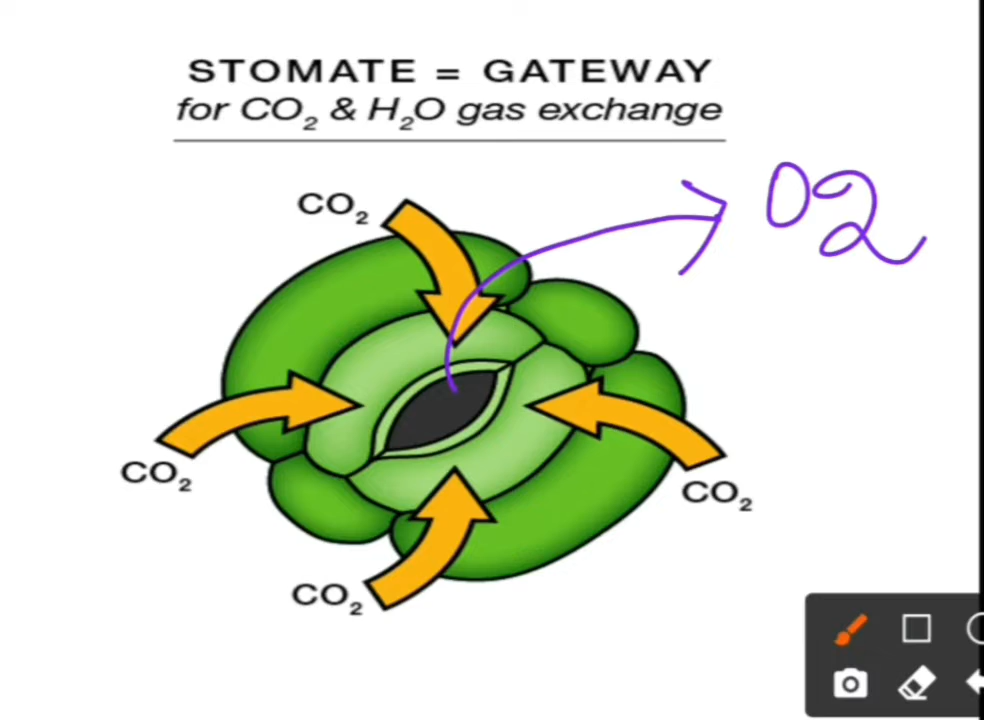 STOMATE = GATEWAY
for CO₂ & H₂O gas exchange
CO₂
O2
CO₂
CO₂
CO₂